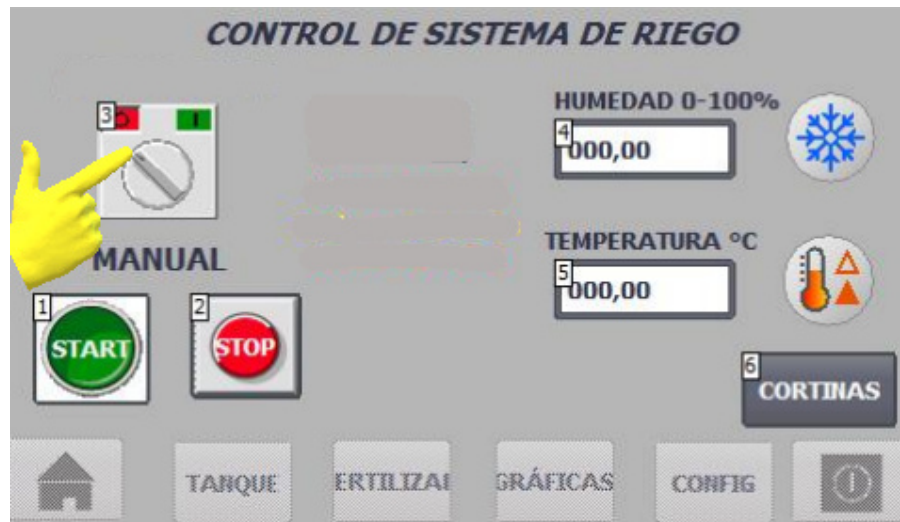 CONTROL DE SISTEMA DE RIEGO
3
HUMEDAD 0-100%
4
000,00
MANUAL
TEMPERATURA °C
5
000,00
1
START
2
STOP
6
CORTINAS
TANQUE
ERTILIZA
GRÁFICAS
CONFIG